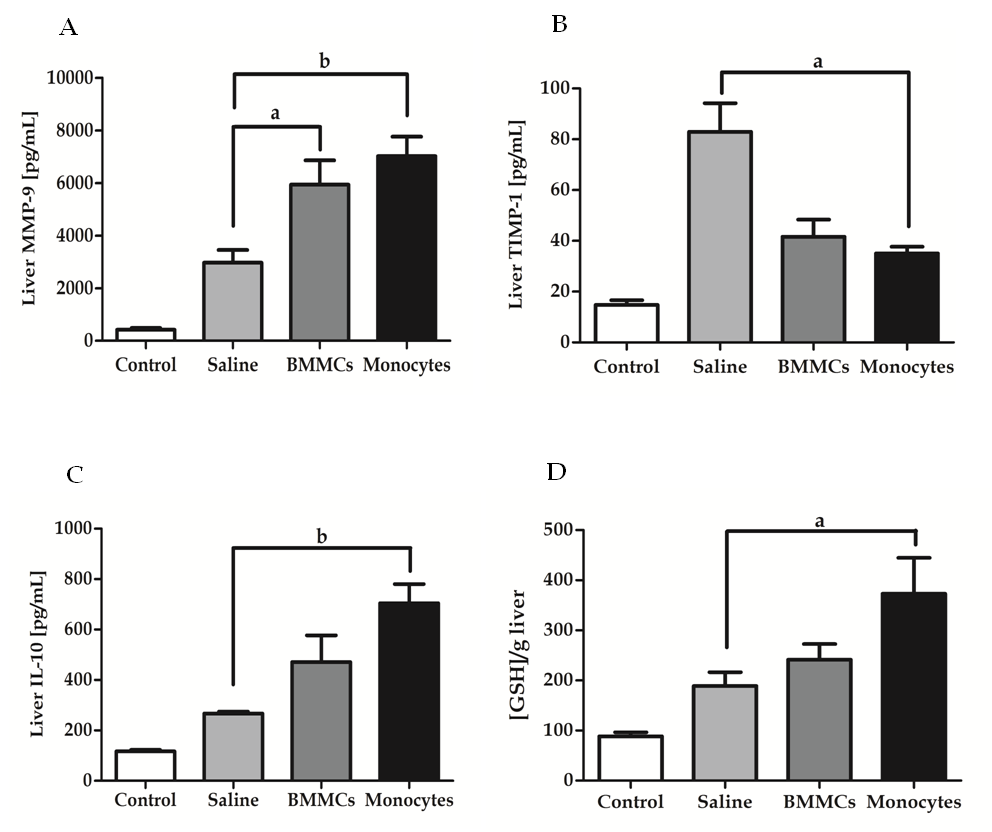 A
b
a
10000
8000
6000
4000
2000
0
Liver MMP-9 [pg/mL]
Control Saline BMMCs Monocytes
B
a
100
80
60
40
20
0
Liver TIMP-1 [pg/mL]
Control Saline BMMCs Monocytes
C
b
1000
800
600
400
200
0
Liver IL-10 [pg/mL]
Control Saline BMMCs Monocytes
D
a
500
400
300
200
100
0
[GSH]/g liver
Control Saline BMMCs Monocytes